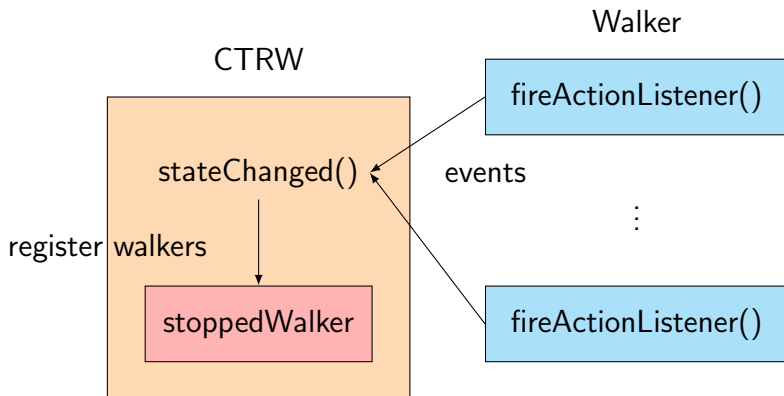 Walker
CTRW
fireActionListener()
stateChanged()
events
⋮
register walkers
stoppedWalker
fireActionListener()